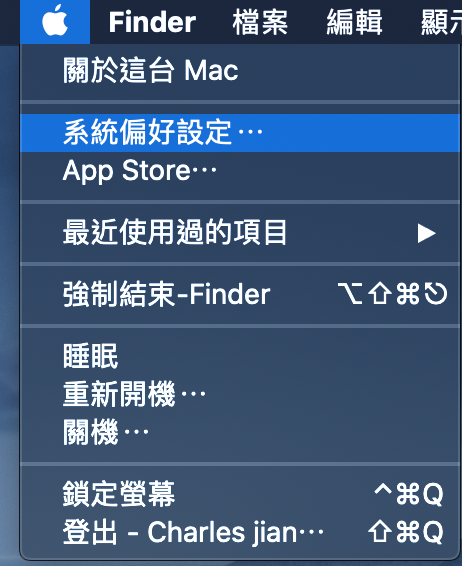 Finder 檔案 編輯 顯示
關於這台 Mac
系統偏好設定⋯
App Store⋯
最近使用過的項目 ▶
強制結束-Finder ⌥⇧⌘⎋
睡眠
重新開機⋯
關機⋯
鎖定螢幕 ^⌘Q
登出 - Charles jian⋯ ⇧⌘Q